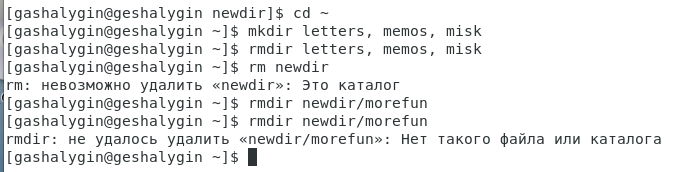 [gashalygin@geshalygin newdir]$ cd ~
[gashalygin@geshalygin ~]$ mkdir letters, memos, misk
[gashalygin@geshalygin ~]$ rmdir letters, memos, misk
[gashalygin@geshalygin ~]$ rm newdir
rm: невозможно удалить «newdir»: Это каталог
[gashalygin@geshalygin ~]$ rmdir newdir/morefun
[gashalygin@geshalygin ~]$ rmdir newdir/morefun
rmdir: не удалось удалить «newdir/morefun»: Нет такого файла или каталога
[gashalygin@geshalygin ~]$